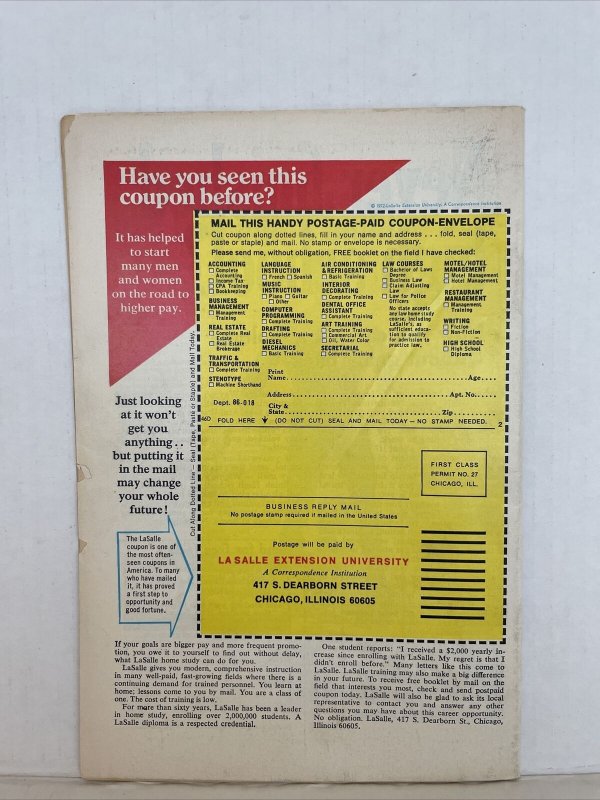 Have you seen this
coupon before?
© 1972 LaSalle Extension University, A Correspondence Institution
It has helped
to start
many men
and women
on the road to
higher pay.
MAIL THIS HANDY POSTAGE-PAID COUPON-ENVELOPE
Cut coupon along dotted lines, fill in your name and address . . . fold, seal (tape,
paste or staple) and mail. No stamp or envelope is necessary.
Please send me, without obligation, FREE booklet on the field I have checked:
ACCOUNTING
☐ Complete
Accounting
☐ Income Tax
☐ CPA Training
☐ Bookkeeping
BUSINESS
MANAGEMENT
☐ Management
Training
REAL ESTATE
☐ Complete Real
Estate
☐ Real Estate
Brokerage
TRAFFIC &
TRANSPORTATION
☐ Complete Training
STENOTYPE
☐ Machine Shorthand
LANGUAGE
INSTRUCTION
☐ French ☐ Spanish
MUSIC
INSTRUCTION
☐ Piano ☐ Guitar
☐ Other
COMPUTER
PROGRAMMING
☐ Complete Training
DRAFTING
☐ Complete Training
DIESEL
MECHANICS
☐ Basic Training
AIR CONDITIONING
& REFRIGERATION
☐ Basic Training
INTERIOR
DECORATING
☐ Complete Training
DENTAL OFFICE
ASSISTANT
☐ Complete Training
ART TRAINING
☐ Complete Training
☐ Commercial Art
☐ Oil, Water Color
SECRETARIAL
☐ Complete Training
LAW COURSES
☐ Bachelor of Laws
Degree
☐ Business Law
☐ Claim Adjusting
Law
☐ Law for Police
Officers
No state accepts
any law home study
course, including
LaSalle's, as
sufficient educa-
tion to qualify
for admission to
practice law.
MOTEL/HOTEL
MANAGEMENT
☐ Motel Management
☐ Hotel Management
RESTAURANT
MANAGEMENT
☐ Management
Training
WRITING
☐ Fiction
☐ Non-Fiction
HIGH SCHOOL
☐ High School
Diploma
Print
Name Age
Address Apt. No.
Dept. 86-018
City &
State Zip
FOLD HERE (DO NOT CUT) SEAL AND MAIL TODAY — NO STAMP NEEDED. 2
Cut Along Dotted Line — Seal (Tape, Paste or Staple) and Mail Today.
Just looking
at it won't
get you
anything . .
but putting it
in the mail
may change
your whole
future!
The LaSalle
coupon is one of
the most often-
seen coupons in
America. To many
who have mailed
it, it has proved
a first step to
opportunity and
good fortune.
FIRST CLASS
PERMIT NO. 27
CHICAGO, ILL.
BUSINESS REPLY MAIL
No postage stamp required if mailed in the United States
Postage will be paid by
LA SALLE EXTENSION UNIVERSITY
A Correspondence Institution
417 S. DEARBORN STREET
CHICAGO, ILLINOIS 60605
If your goals are bigger pay and more frequent promo-
tion, you owe it to yourself to find out without delay,
what LaSalle home study can do for you.
LaSalle gives you modern, comprehensive instruction
in many well-paid, fast-growing fields where there is a
continuing demand for trained personnel. You learn at
home; lessons come to you by mail. You are a class of
one. The cost of training is low.
For more than sixty years, LaSalle has been a leader
in home study, enrolling over 2,000,000 students. A
LaSalle diploma is a respected credential.
One student reports: "I received a $2,000 yearly in-
crease since enrolling with LaSalle. My regret is that I
didn't enroll before." Many letters like this come to
LaSalle. LaSalle training may also make a big difference
in your future. To receive free booklet by mail on the
field that interests you most, check and send postpaid
coupon today. LaSalle will also be glad to ask its local
representative to contact you and answer any other
questions you may have about this career opportunity.
No obligation. LaSalle, 417 S. Dearborn St., Chicago,
Illinois 60605.